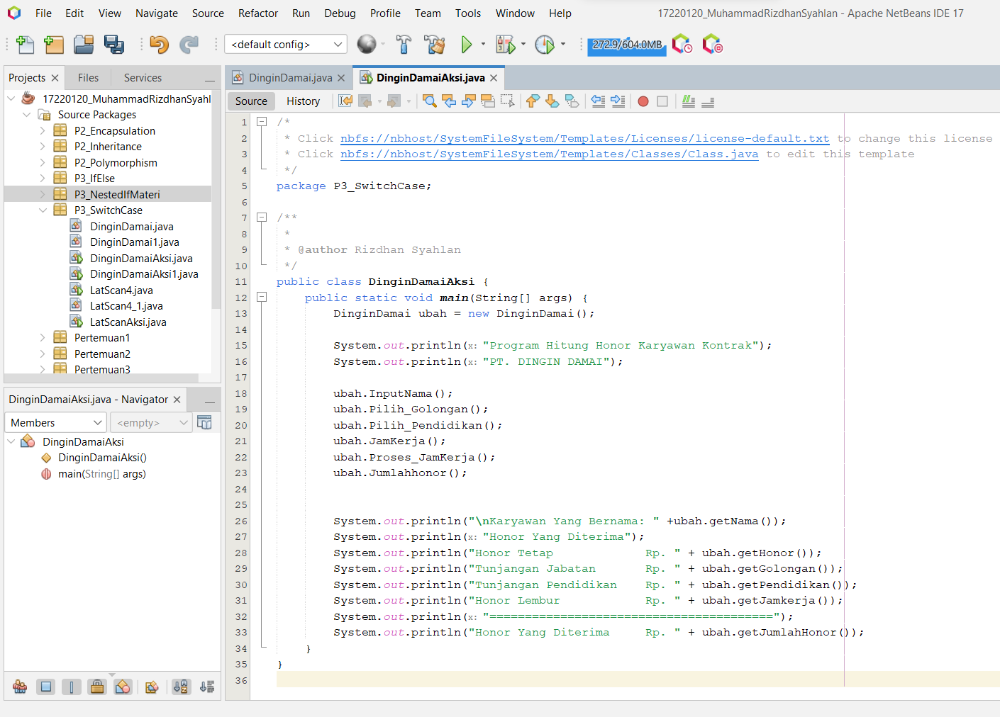 File Edit View Navigate Source Refactor Run Debug Profile Team Tools Window Help 17220120_MuhammadRizdhanSyahlan - Apache NetBeans IDE 17
<default config> 272.9/604.0MB
Projects Files Services
17220120_MuhammadRizdhanSyahl
Source Packages
P2_Encapsulation
P2_Inheritance
P2_Polymorphism
P3_IfElse
P3_NestedIfMateri
P3_SwitchCase
DinginDamai.java
DinginDamai1.java
DinginDamaiAksi.java
DinginDamaiAksi1.java
LatScan4.java
LatScan4_1.java
LatScanAksi.java
Pertemuan1
Pertemuan2
Pertemuan3
DinginDamaiAksi.java - Navigator
Members <empty>
DinginDamaiAksi
DinginDamaiAksi()
main(String[] args)
DinginDamai.java DinginDamaiAksi.java
Source History
1 /*
2 * Click nbfs://nbhost/SystemFileSystem/Templates/Licenses/license-default.txt to change this license
3 * Click nbfs://nbhost/SystemFileSystem/Templates/Classes/Class.java to edit this template
4 */
5 package P3_SwitchCase;
6
7 /**
8 *
9 * @author Rizdhan Syahlan
10 */
11 public class DinginDamaiAksi {
12 public static void main(String[] args) {
13 DinginDamai ubah = new DinginDamai();
14
15 System.out.println(x: "Program Hitung Honor Karyawan Kontrak");
16 System.out.println(x: "PT. DINGIN DAMAI");
17
18 ubah.InputNama();
19 ubah.Pilih_Golongan();
20 ubah.Pilih_Pendidikan();
21 ubah.JamKerja();
22 ubah.Proses_JamKerja();
23 ubah.Jumlahhonor();
24
25
26 System.out.println("\nKaryawan Yang Bernama: " +ubah.getNama());
27 System.out.println(x: "Honor Yang Diterima");
28 System.out.println("Honor Tetap             Rp. " + ubah.getHonor());
29 System.out.println("Tunjangan Jabatan       Rp. " + ubah.getGolongan());
30 System.out.println("Tunjangan Pendidikan    Rp. " + ubah.getPendidikan());
31 System.out.println("Honor Lembur            Rp. " + ubah.getJamkerja());
32 System.out.println(x: "========================================");
33 System.out.println("Honor Yang Diterima     Rp. " + ubah.getJumlahHonor());
34 }
35 }
36